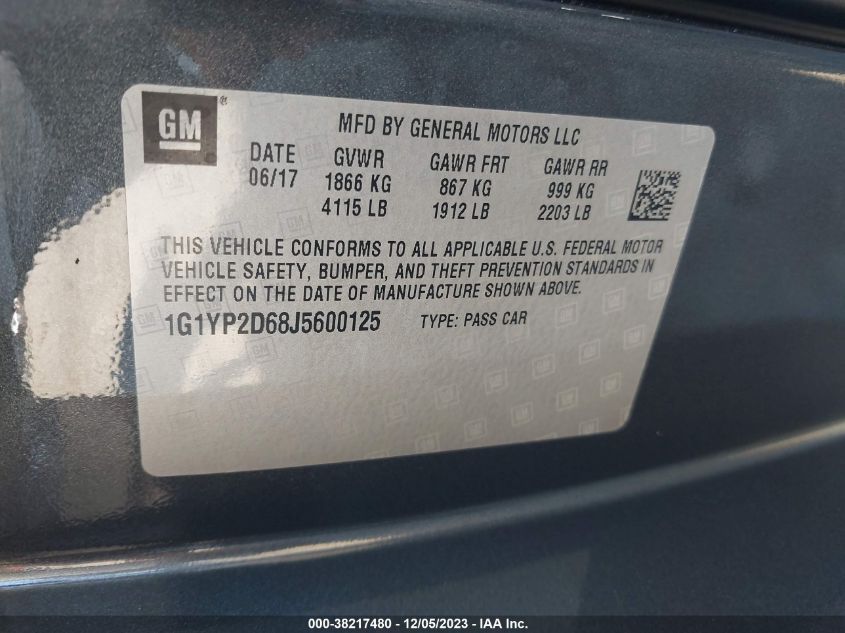 GM®
MFD BY GENERAL MOTORS LLC
DATE GVWR GAWR FRT GAWR RR
06/17 1866 KG 867 KG 999 KG
4115 LB 1912 LB 2203 LB
THIS VEHICLE CONFORMS TO ALL APPLICABLE U.S. FEDERAL MOTOR
VEHICLE SAFETY, BUMPER, AND THEFT PREVENTION STANDARDS IN
EFFECT ON THE DATE OF MANUFACTURE SHOWN ABOVE.
1G1YP2D68J5600125 TYPE: PASS CAR
000-38217480 - 12/05/2023 - IAA Inc.